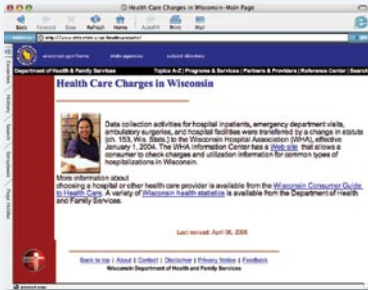 Health Care Charges in Wisconsin-Main Page
Back Forward Stop Refresh Home AutoFill Print Mail
wisconsin.gov home state agencies subject directory
Department of Health & Family Services Topics A-Z | Programs & Services | Partners & Providers | Reference Center | Search
Health Care Charges in Wisconsin
Data collection activities for hospital inpatients, emergency department visits,
ambulatory surgeries, and hospital facilities were transferred by a change in statute
(ch. 153, Wis. Stats.) to the Wisconsin Hospital Association (WHA), effective
January 1, 2004. The WHA Information Center has a Web site that allows a
consumer to check charges and utilization information for common types of
hospitalizations in Wisconsin.
More information about
choosing a hospital or other health care provider is available from the Wisconsin Consumer Guide
to Health Care. A variety of Wisconsin health statistics is available from the Department of Health
and Family Services.
Last revised: April 06, 2006
Back to top | About | Contact | Disclaimer | Privacy Notice | Feedback
Wisconsin Department of Health and Family Services
Favorites
History
Search
Scrapbook
Page Holder